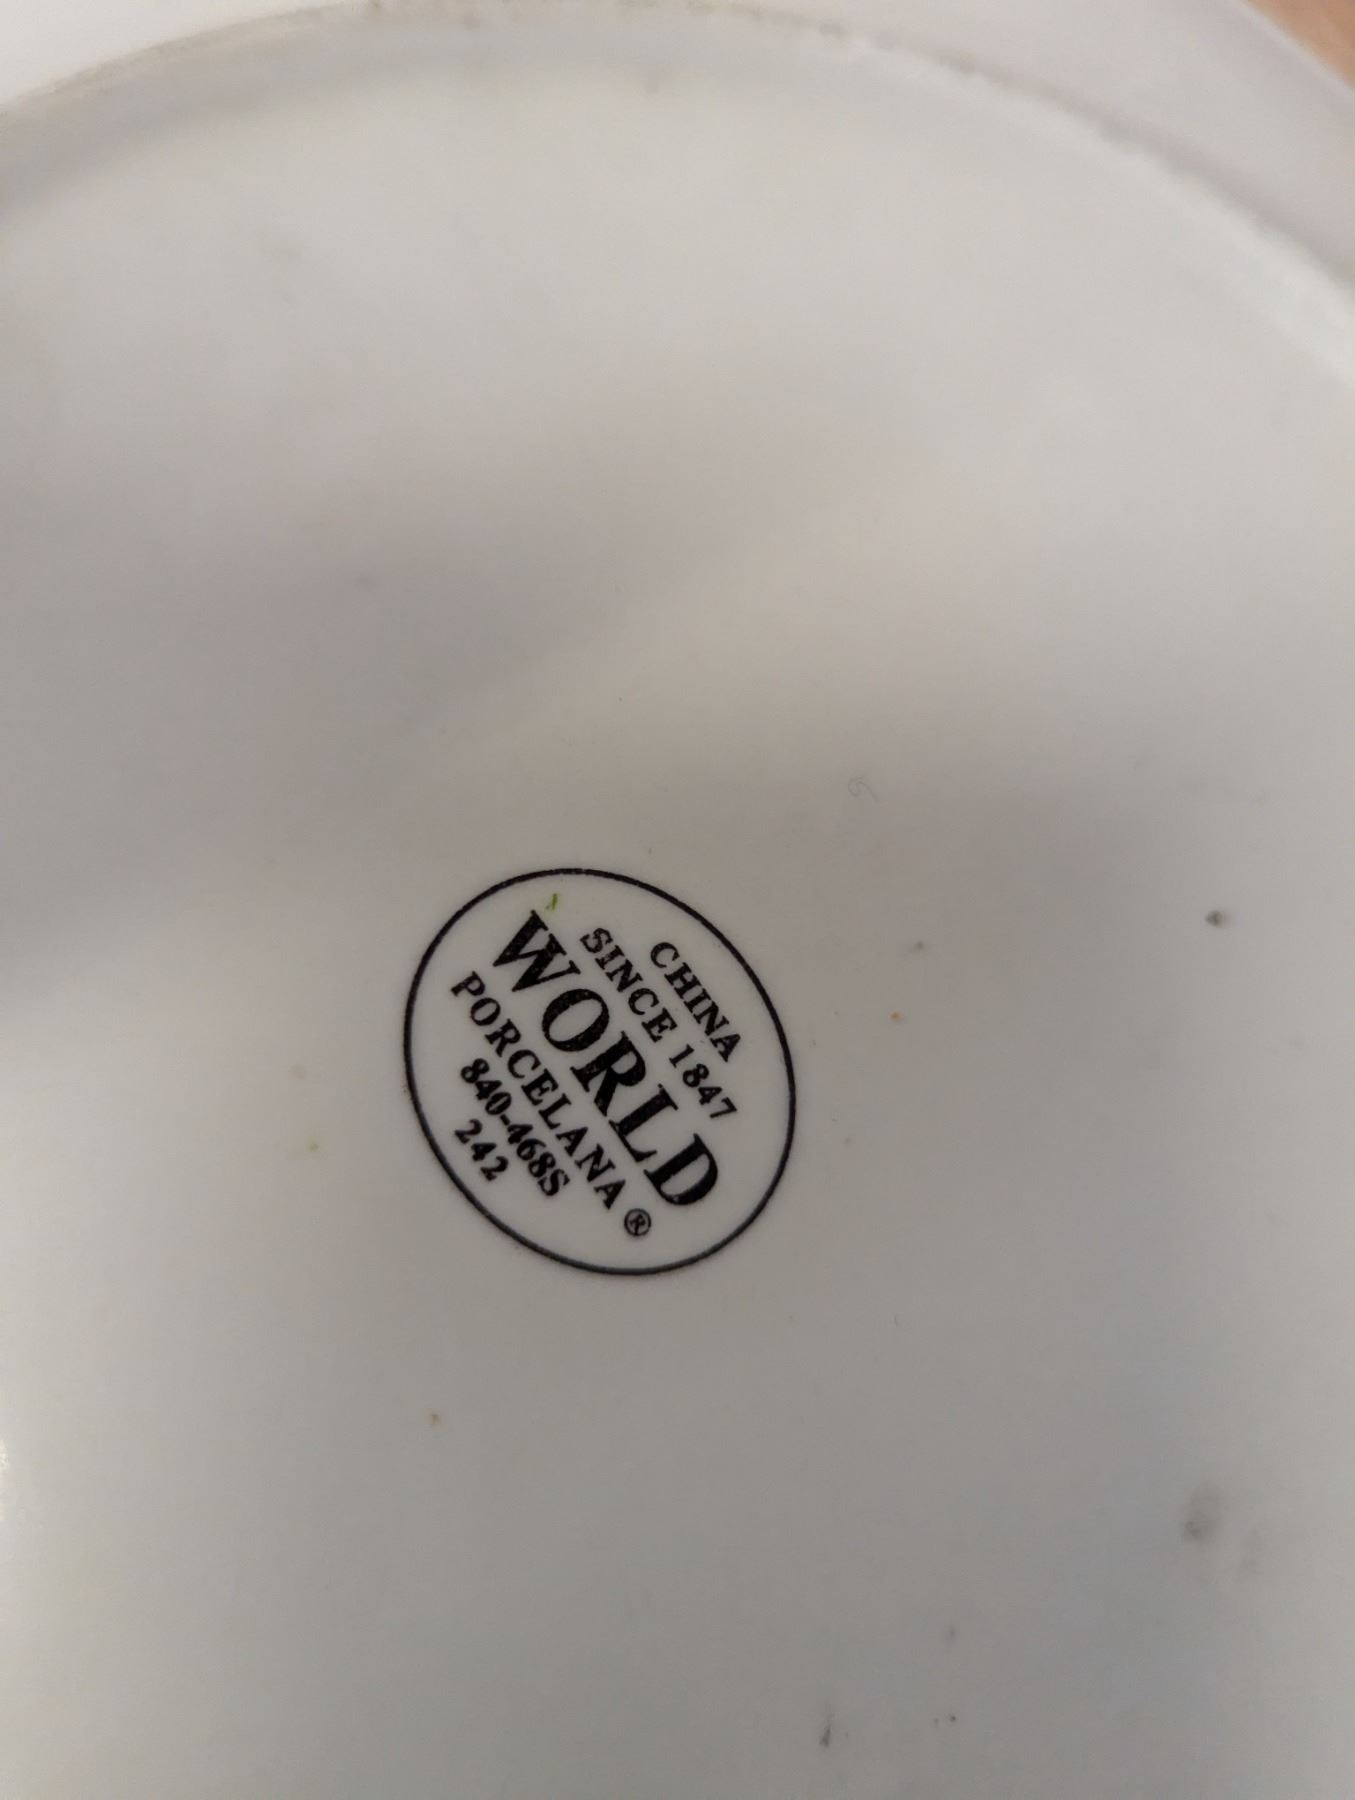 CHINA
SINCE 1847
WORLD
PORCELANA ®
840-468S
242